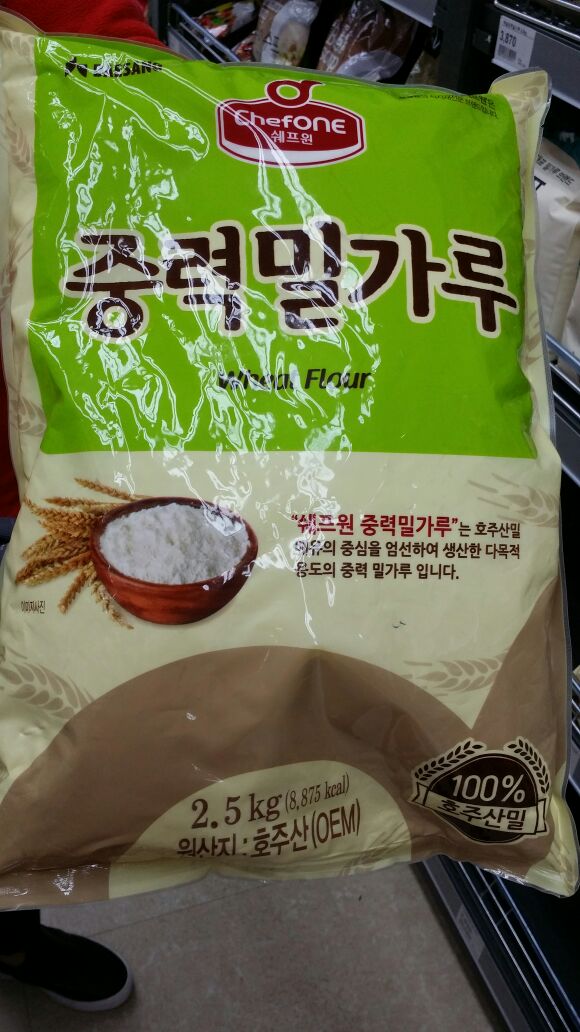 DAESANG
ChefONE
쉐프원
중력밀가루
Wheat Flour
"쉐프원 중력밀가루"는 호주산밀
의 중심을 엄선하여 생산한 다목적
용도의 중력 밀가루 입니다.
이미지사진
2.5 kg (8,875 kcal)
원산지 : 호주산 (OEM)
100%
호주산밀
3,870